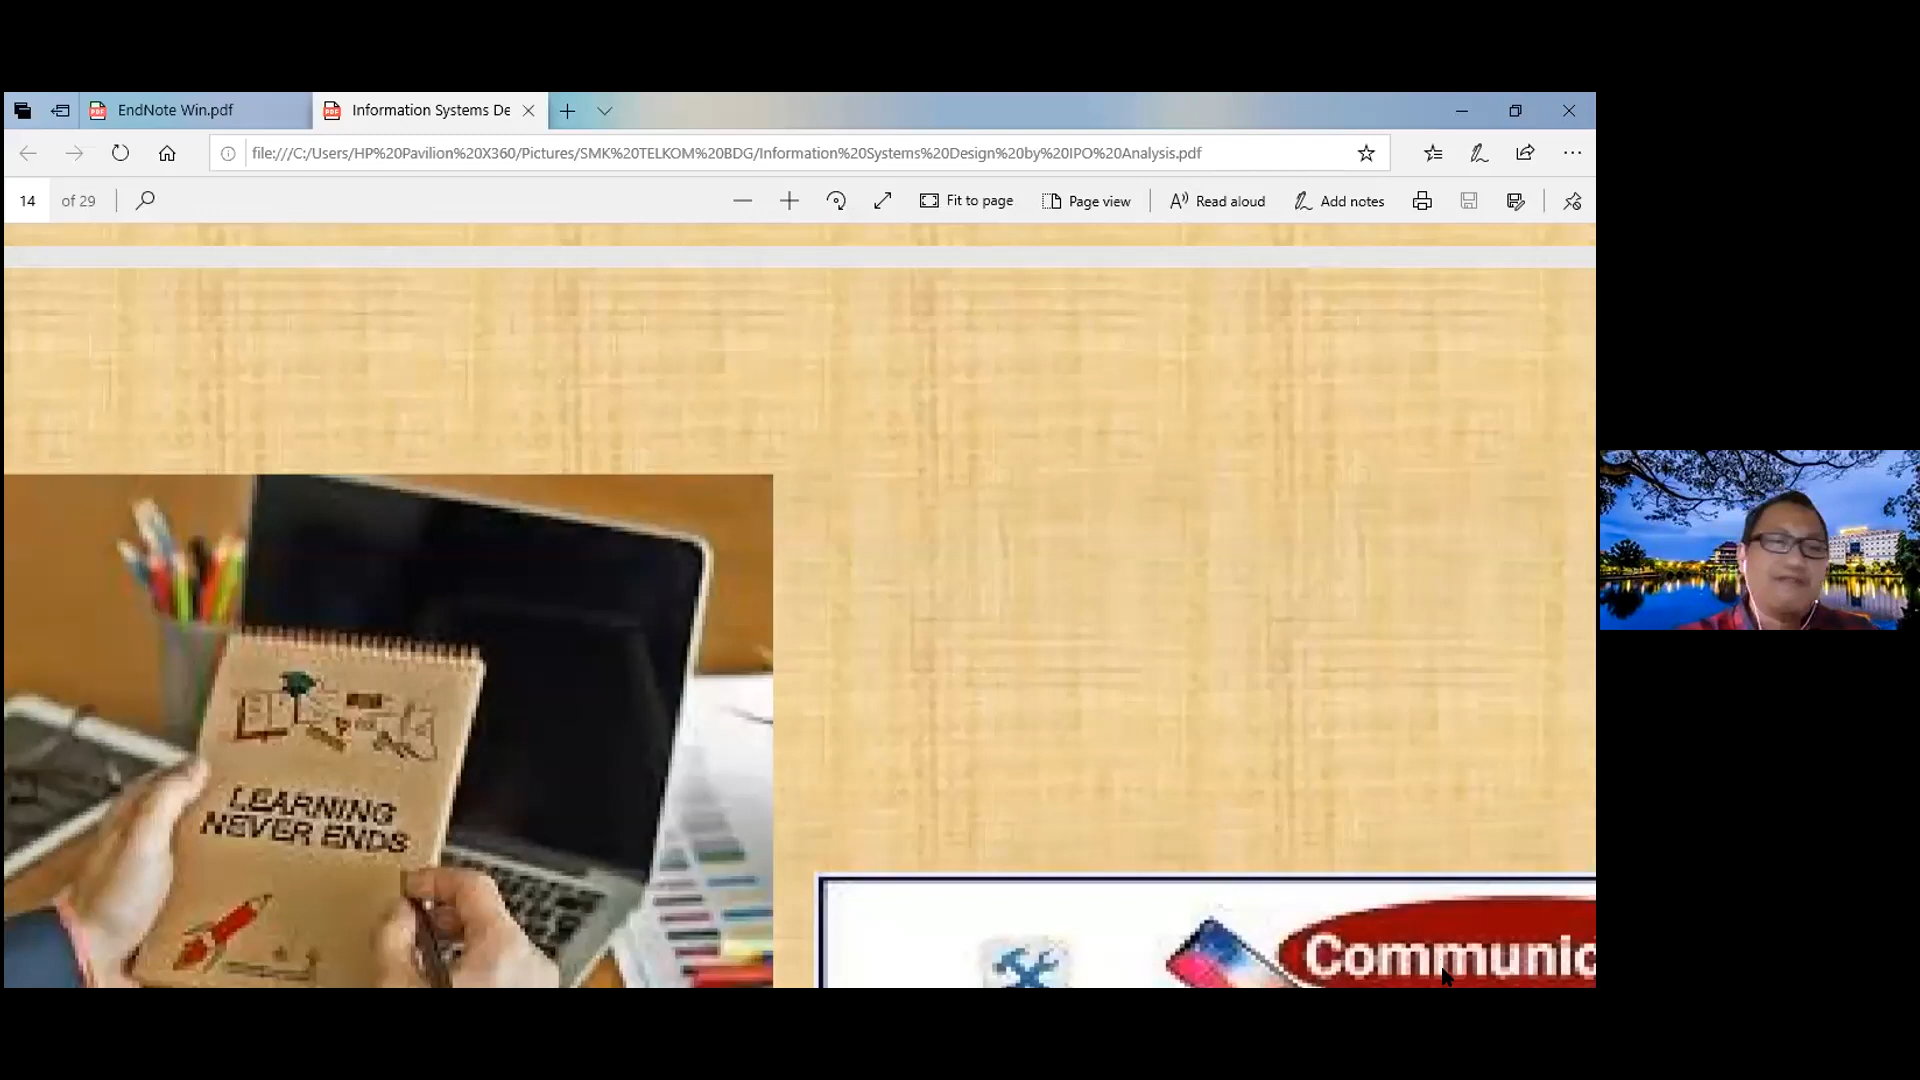 EndNote Win.pdf
Information Systems De
file:///C:/Users/HP%20Pavilion%20X360/Pictures/SMK%20TELKOM%20BDG/Information%20Systems%20Design%20by%20IPO%20Analysis.pdf
14 of 29
Fit to page
Page view
Read aloud
Add notes
LEARNING
NEVER ENDS
Communic